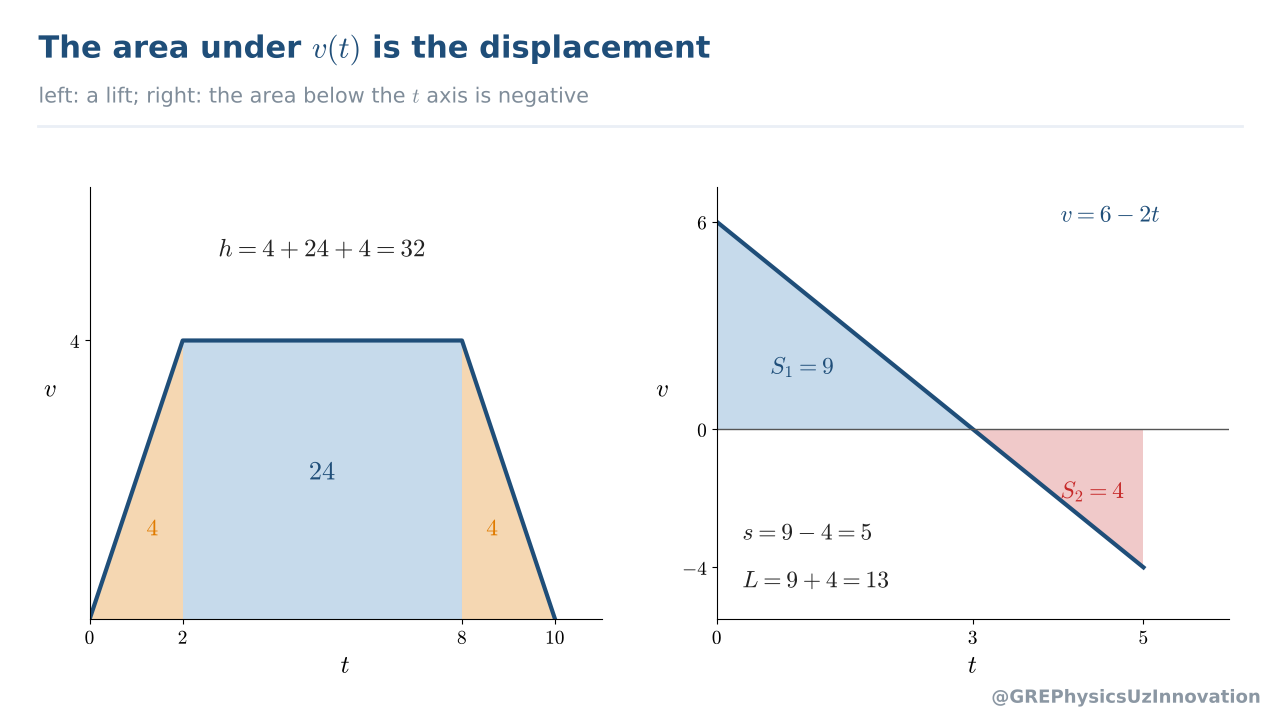 The area under v(t) is the displacement
left: a lift; right: the area below the t axis is negative
h = 4 + 24 + 4 = 32
4
v
24
4
4
0
2
8
10
t
v = 6 − 2t
6
S₁ = 9
v
0
S₂ = 4
s = 9 − 4 = 5
−4
L = 9 + 4 = 13
0
3
5
t
@GREPhysicsUzInnovation